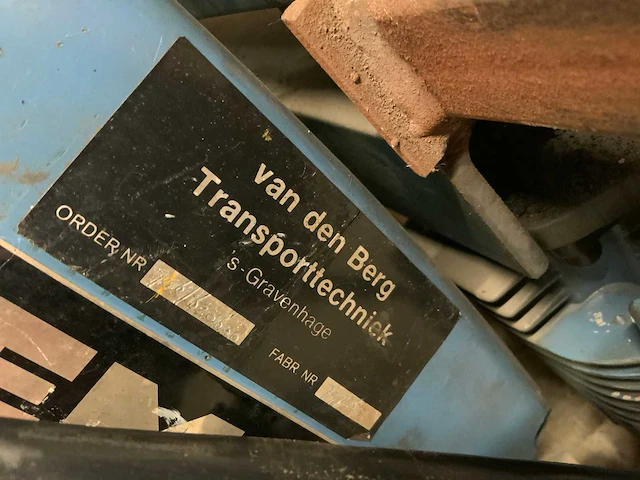 van den Berg
Transporttechniek
s-Gravenhage
ORDER NR
FABR. NR